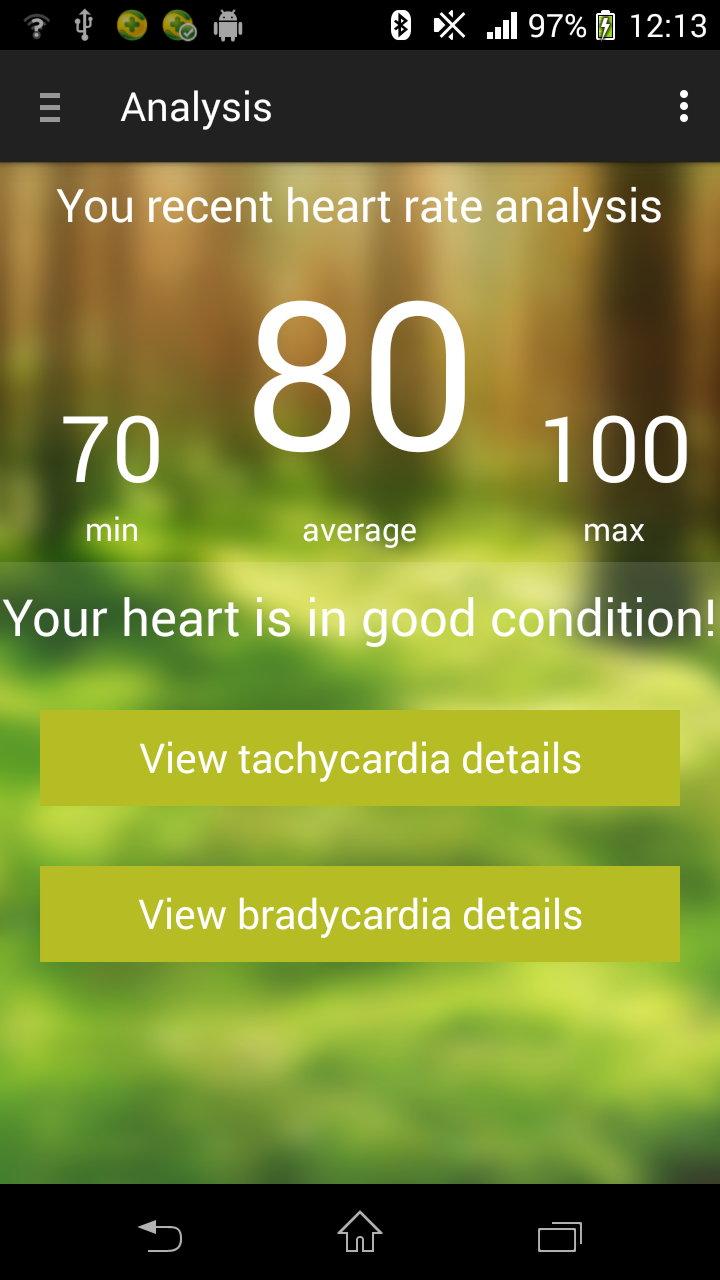 97% 12:13
Analysis
You recent heart rate analysis
70 80 100
min average max
Your heart is in good condition!
View tachycardia details
View bradycardia details